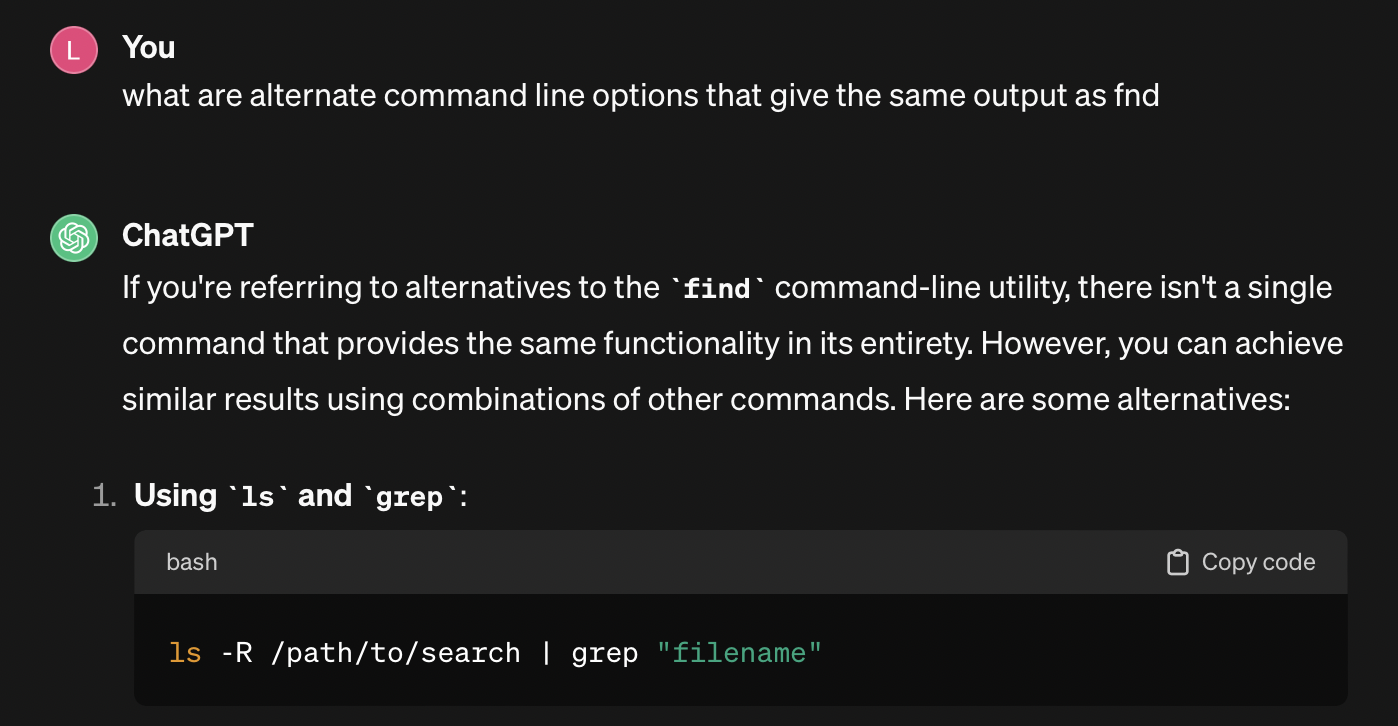 L
You
what are alternate command line options that give the same output as fnd
ChatGPT
If you're referring to alternatives to the `find` command-line utility, there isn't a single
command that provides the same functionality in its entirety. However, you can achieve
similar results using combinations of other commands. Here are some alternatives:
1. Using `ls` and `grep`:
bash Copy code
ls -R /path/to/search | grep "filename"